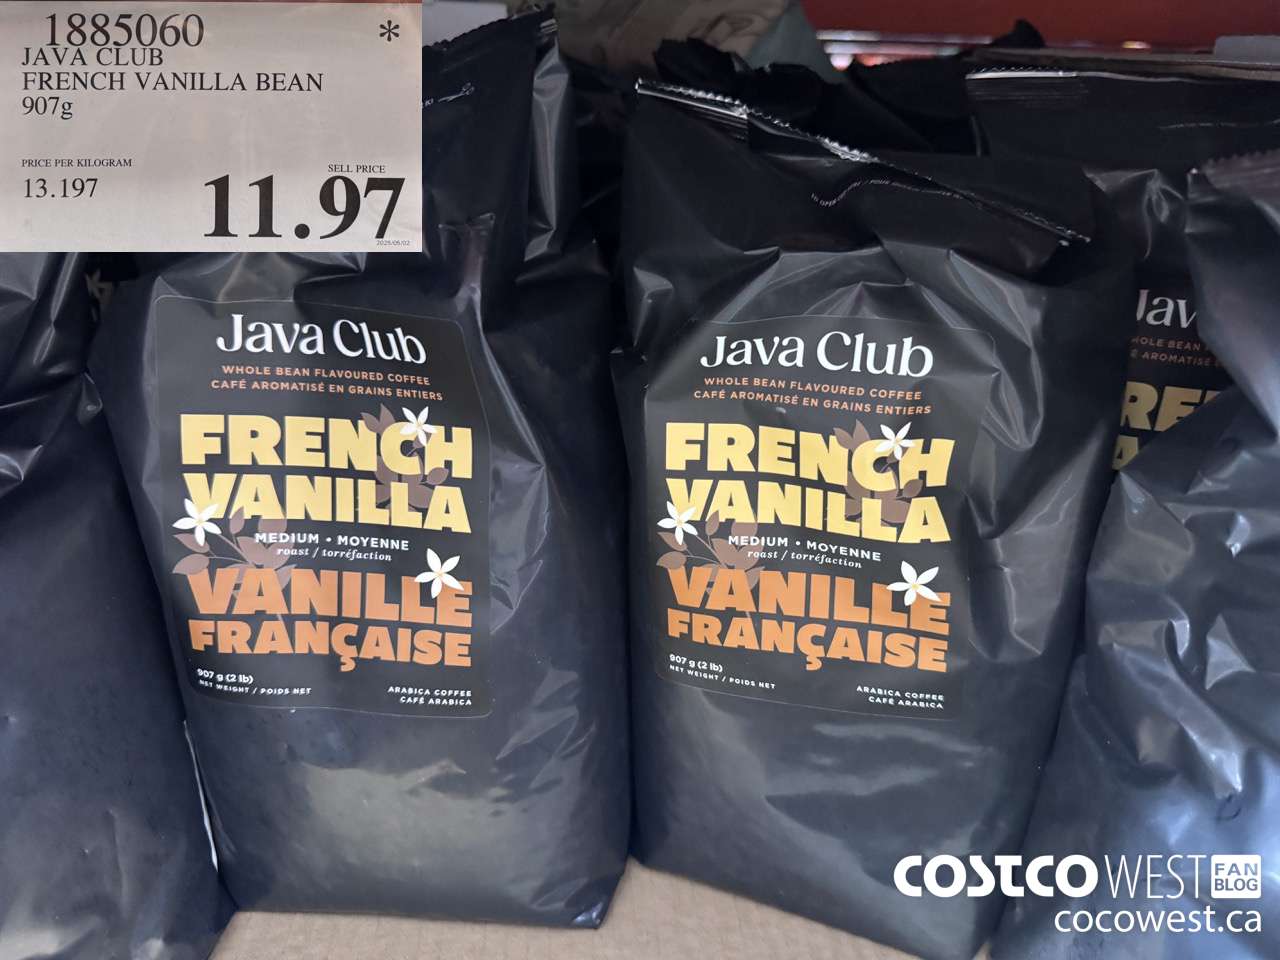 1885060 *
JAVA CLUB
FRENCH VANILLA BEAN
907g
PRICE PER KILOGRAM
13.197
SELL PRICE
11.97
Java Club
WHOLE BEAN FLAVOURED COFFEE
CAFÉ AROMATISÉ EN GRAINS ENTIERS
FRENCH
VANILLA
MEDIUM • MOYENNE
roast / torréfaction
VANILLE
FRANÇAISE
907 g (2 lb)
NET WEIGHT / POIDS NET
ARABICA COFFEE
CAFÉ ARABICA
Java Club
WHOLE BEAN FLAVOURED COFFEE
CAFÉ AROMATISÉ EN GRAINS ENTIERS
FRENCH
VANILLA
MEDIUM • MOYENNE
roast / torréfaction
VANILLE
FRANÇAISE
907 g (2 lb)
NET WEIGHT / POIDS NET
ARABICA COFFEE
CAFÉ ARABICA
COSTCO WEST FAN BLOG
cocowest.ca